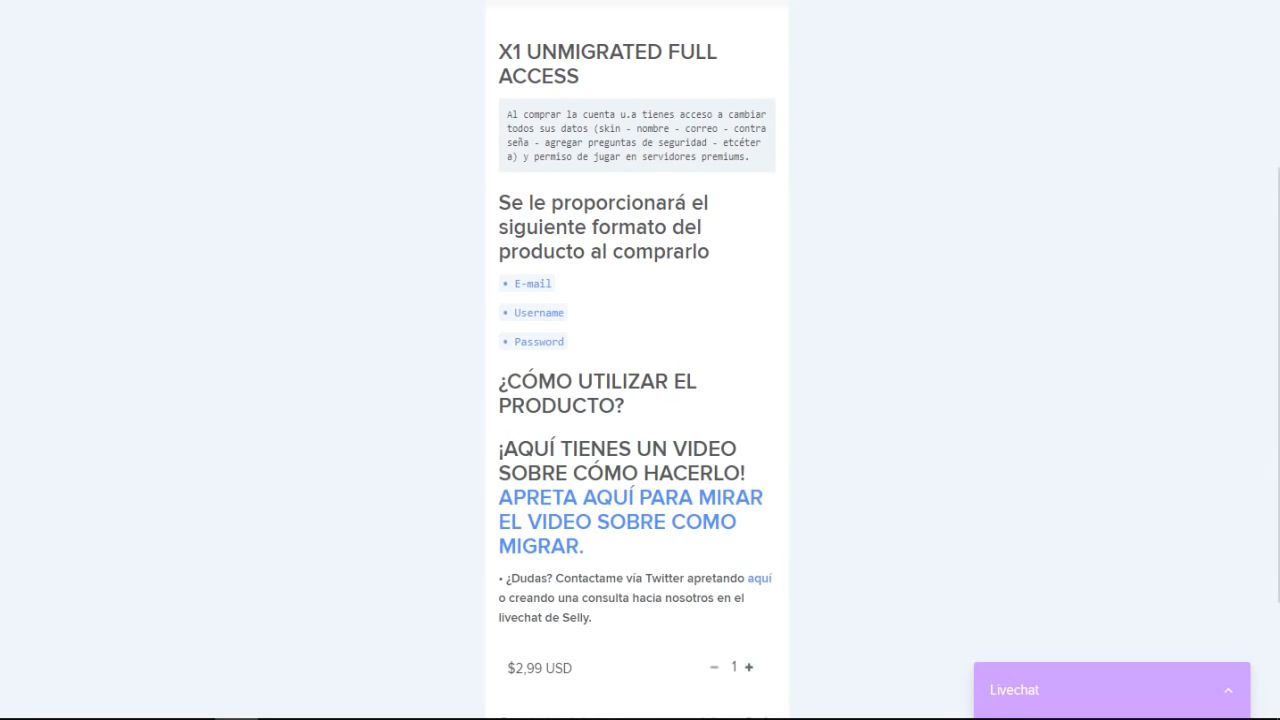 X1 UNMIGRATED FULL
ACCESS
Al comprar la cuenta u.a tienes acceso a cambiar
todos sus datos (skin - nombre - correo - contra
seña - agregar preguntas de seguridad - etcéter
a) y permiso de jugar en servidores premiums.
Se le proporcionará el
siguiente formato del
producto al comprarlo
• E-mail
• Username
• Password
¿CÓMO UTILIZAR EL
PRODUCTO?
¡AQUÍ TIENES UN VIDEO
SOBRE CÓMO HACERLO!
APRETA AQUÍ PARA MIRAR
EL VIDEO SOBRE COMO
MIGRAR.
• ¿Dudas? Contactame vía Twitter apretando aquí
o creando una consulta hacia nosotros en el
livechat de Selly.
$2,99 USD − 1 +
Livechat